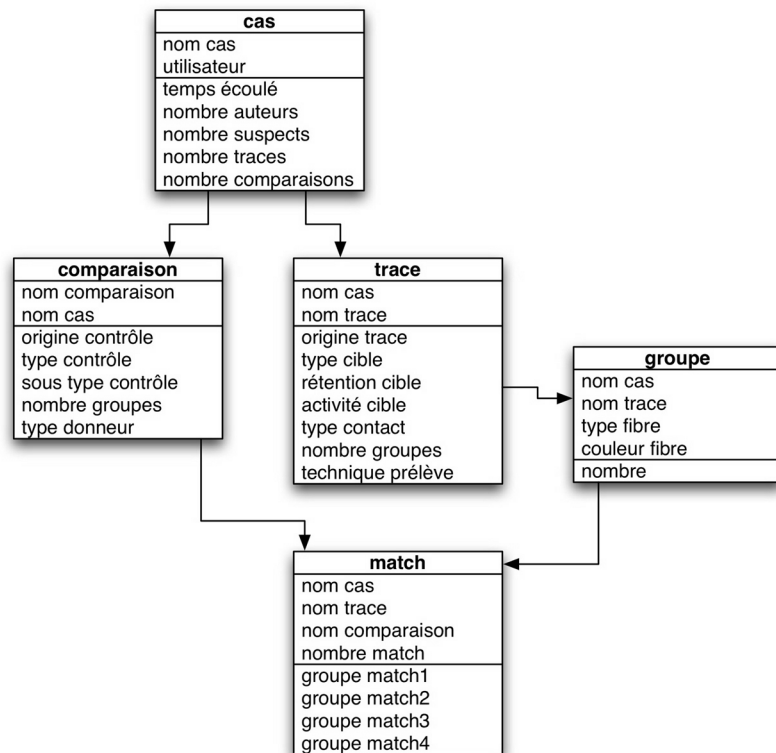 cas
nom cas
utilisateur
temps écoulé
nombre auteurs
nombre suspects
nombre traces
nombre comparaisons
comparaison
nom comparaison
nom cas
origine contrôle
type contrôle
sous type contrôle
nombre groupes
type donneur
trace
nom cas
nom trace
origine trace
type cible
rétention cible
activité cible
type contact
nombre groupes
technique prélève
groupe
nom cas
nom trace
type fibre
couleur fibre
nombre
match
nom cas
nom trace
nom comparaison
nombre match
groupe match1
groupe match2
groupe match3
groupe match4